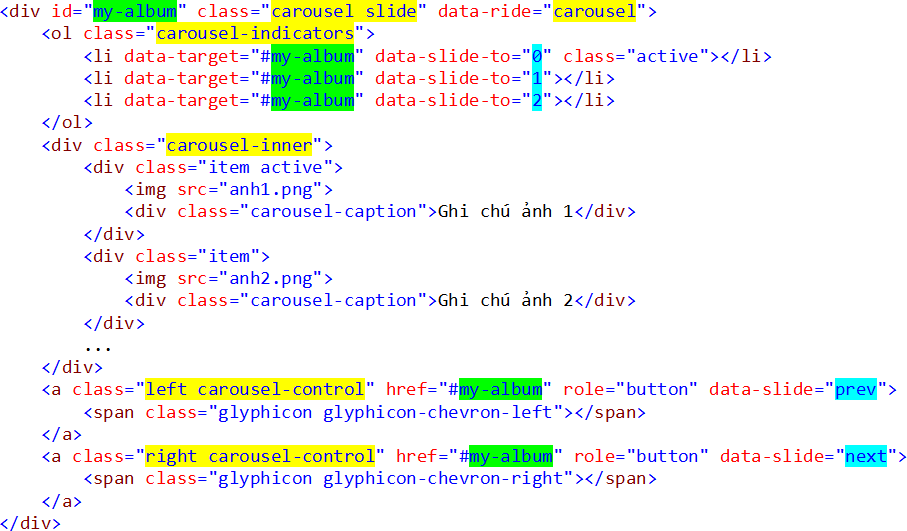 <div id="my-album" class="carousel slide" data-ride="carousel">
    <ol class="carousel-indicators">
        <li data-target="#my-album" data-slide-to="0" class="active"></li>
        <li data-target="#my-album" data-slide-to="1"></li>
        <li data-target="#my-album" data-slide-to="2"></li>
    </ol>
    <div class="carousel-inner">
        <div class="item active">
            <img src="anh1.png">
            <div class="carousel-caption">Ghi chú ảnh 1</div>
        </div>
        <div class="item">
            <img src="anh2.png">
            <div class="carousel-caption">Ghi chú ảnh 2</div>
        </div>
        ...
    </div>
    <a class="left carousel-control" href="#my-album" role="button" data-slide="prev">
        <span class="glyphicon glyphicon-chevron-left"></span>
    </a>
    <a class="right carousel-control" href="#my-album" role="button" data-slide="next">
        <span class="glyphicon glyphicon-chevron-right"></span>
    </a>
</div>